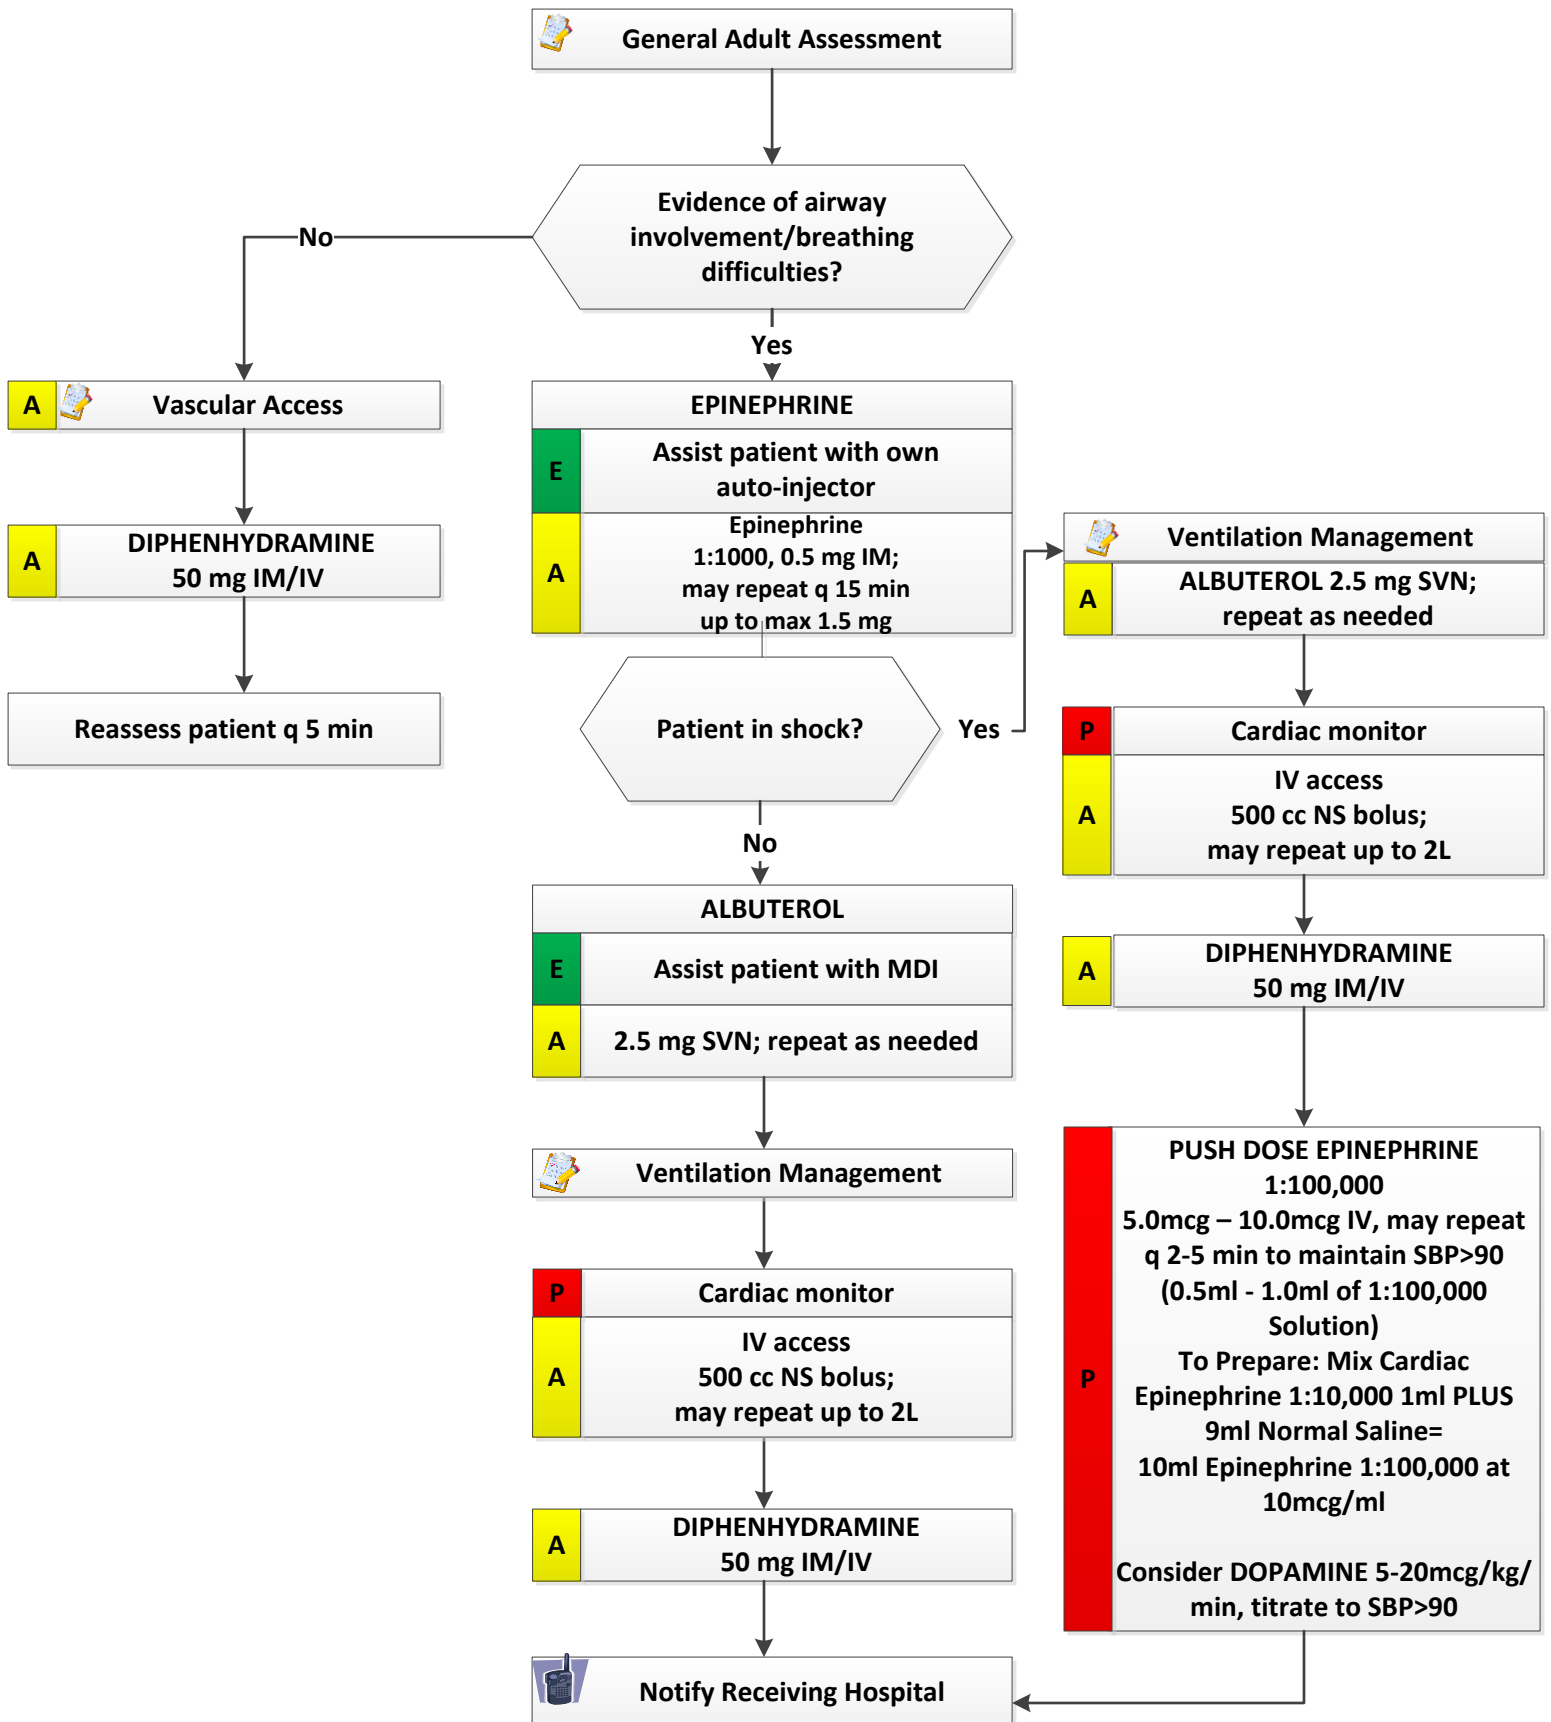 General Adult Assessment
Evidence of airway
involvement/breathing
difficulties?
No
Yes
A
Vascular Access
A
DIPHENHYDRAMINE
50 mg IM/IV
Reassess patient q 5 min
EPINEPHRINE
E
Assist patient with own
auto-injector
A
Epinephrine
1:1000, 0.5 mg IM;
may repeat q 15 min
up to max 1.5 mg
Patient in shock?
Yes
No
ALBUTEROL
E
Assist patient with MDI
A
2.5 mg SVN; repeat as needed
Ventilation Management
P
Cardiac monitor
A
IV access
500 cc NS bolus;
may repeat up to 2L
A
DIPHENHYDRAMINE
50 mg IM/IV
Ventilation Management
A
ALBUTEROL 2.5 mg SVN;
repeat as needed
P
Cardiac monitor
A
IV access
500 cc NS bolus;
may repeat up to 2L
A
DIPHENHYDRAMINE
50 mg IM/IV
P
PUSH DOSE EPINEPHRINE
1:100,000
5.0mcg – 10.0mcg IV, may repeat
q 2-5 min to maintain SBP>90
(0.5ml - 1.0ml of 1:100,000
Solution)
To Prepare: Mix Cardiac
Epinephrine 1:10,000 1ml PLUS
9ml Normal Saline=
10ml Epinephrine 1:100,000 at
10mcg/ml
Consider DOPAMINE 5-20mcg/kg/
min, titrate to SBP>90
Notify Receiving Hospital